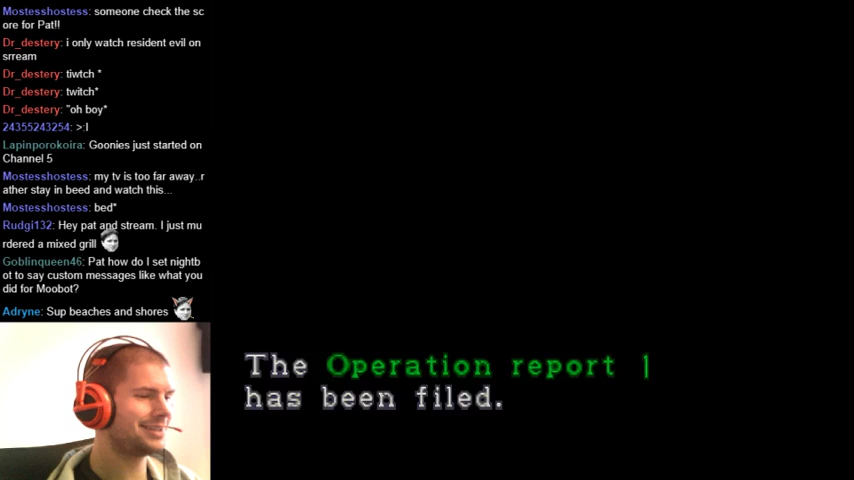 Mostesshostess: someone check the sc
ore for Pat!!
Dr_destery: i only watch resident evil on
srream
Dr_destery: tiwtch *
Dr_destery: twitch*
Dr_destery: "oh boy*
24355243254: >:I
Lapinporokoira: Goonies just started on
Channel 5
Mostesshostess: my tv is too far away..r
ather stay in beed and watch this...
Mostesshostess: bed*
Rudgi132: Hey pat and stream. I just mu
rdered a mixed grill
Goblinqueen46: Pat how do I set nightb
ot to say custom messages like what you
did for Moobot?
Adryne: Sup beaches and shores
The Operation report 1
has been filed.